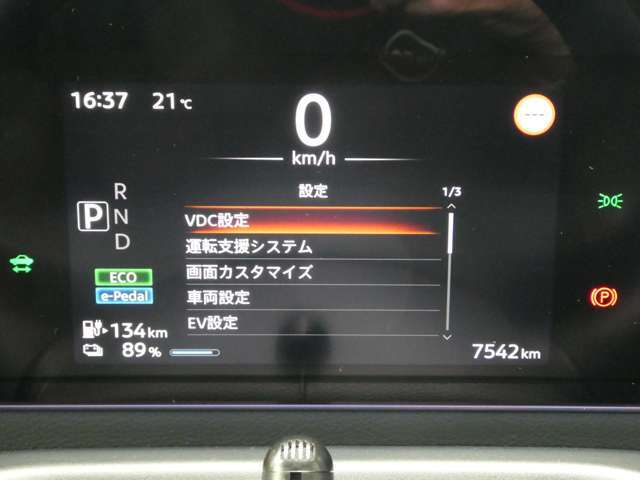 16:37 21℃
0
km/h
設定 1/3
R
N
D
P
VDC設定
運転支援システム
画面カスタマイズ
車両設定
EV設定
ECO
e-Pedal
134km
89%
7542km
---
P